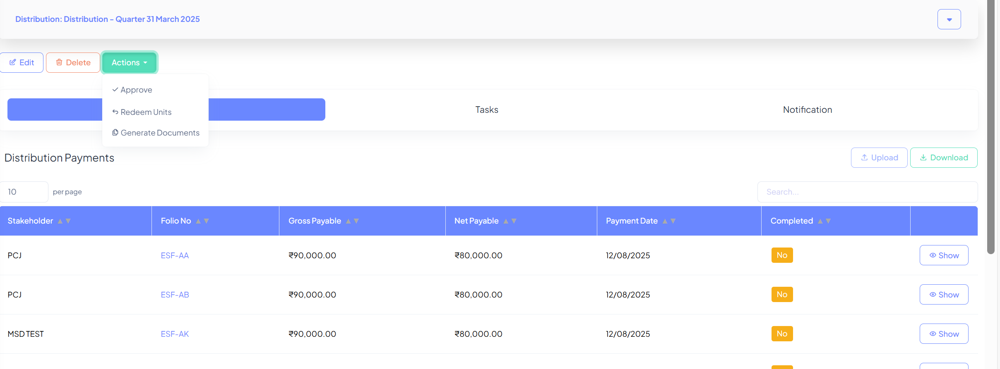 Distribution: Distribution - Quarter 31 March 2025
Edit Delete Actions
Approve
Redeem Units
Generate Documents
Tasks Notification
Distribution Payments Upload Download
10 per page Search...
Stakeholder ▲▼ Folio No ▲▼ Gross Payable ▲▼ Net Payable ▲▼ Payment Date ▲▼ Completed ▲▼
PCJ ESF-AA ₹90,000.00 ₹80,000.00 12/08/2025 No Show
PCJ ESF-AB ₹90,000.00 ₹80,000.00 12/08/2025 No Show
MSD TEST ESF-AK ₹90,000.00 ₹80,000.00 12/08/2025 No Show